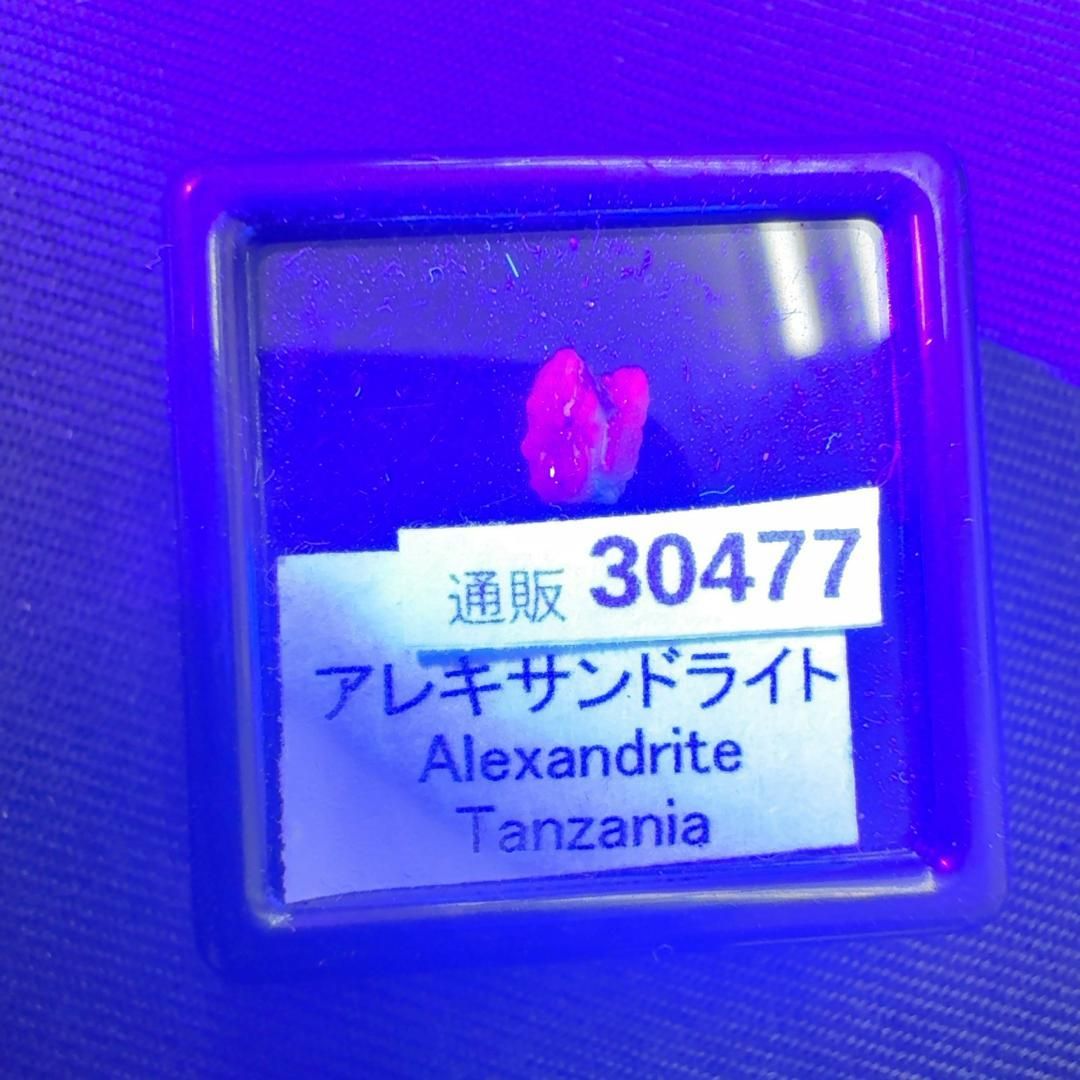 通販 30477
アレキサンドライト
Alexandrite
Tanzania